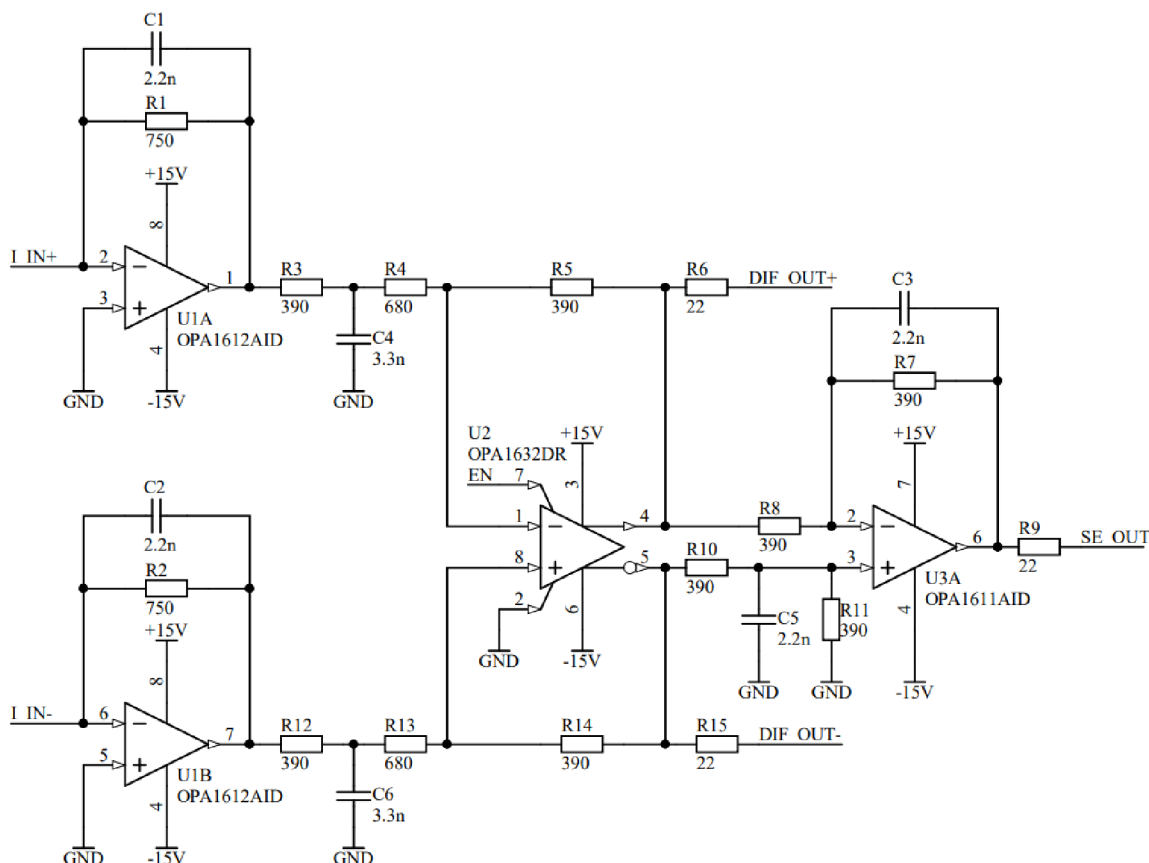 C1
2.2n
R1
750
+15V
8
I_IN+
2
1
3
U1A
OPA1612AID
4
GND
-15V
R3
390
R4
680
C4
3.3n
GND
R5
390
R6
22
DIF_OUT+
C3
2.2n
R7
390
U2
OPA1632DR
EN
7
+15V
3
1
4
8
5
2
6
GND
-15V
R8
390
R10
390
C5
2.2n
GND
R11
390
GND
+15V
7
2
3
6
U3A
OPA1611AID
4
-15V
R9
22
SE_OUT
C2
2.2n
R2
750
+15V
8
I_IN-
6
7
5
U1B
OPA1612AID
4
GND
-15V
R12
390
R13
680
C6
3.3n
GND
R14
390
R15
22
DIF_OUT-